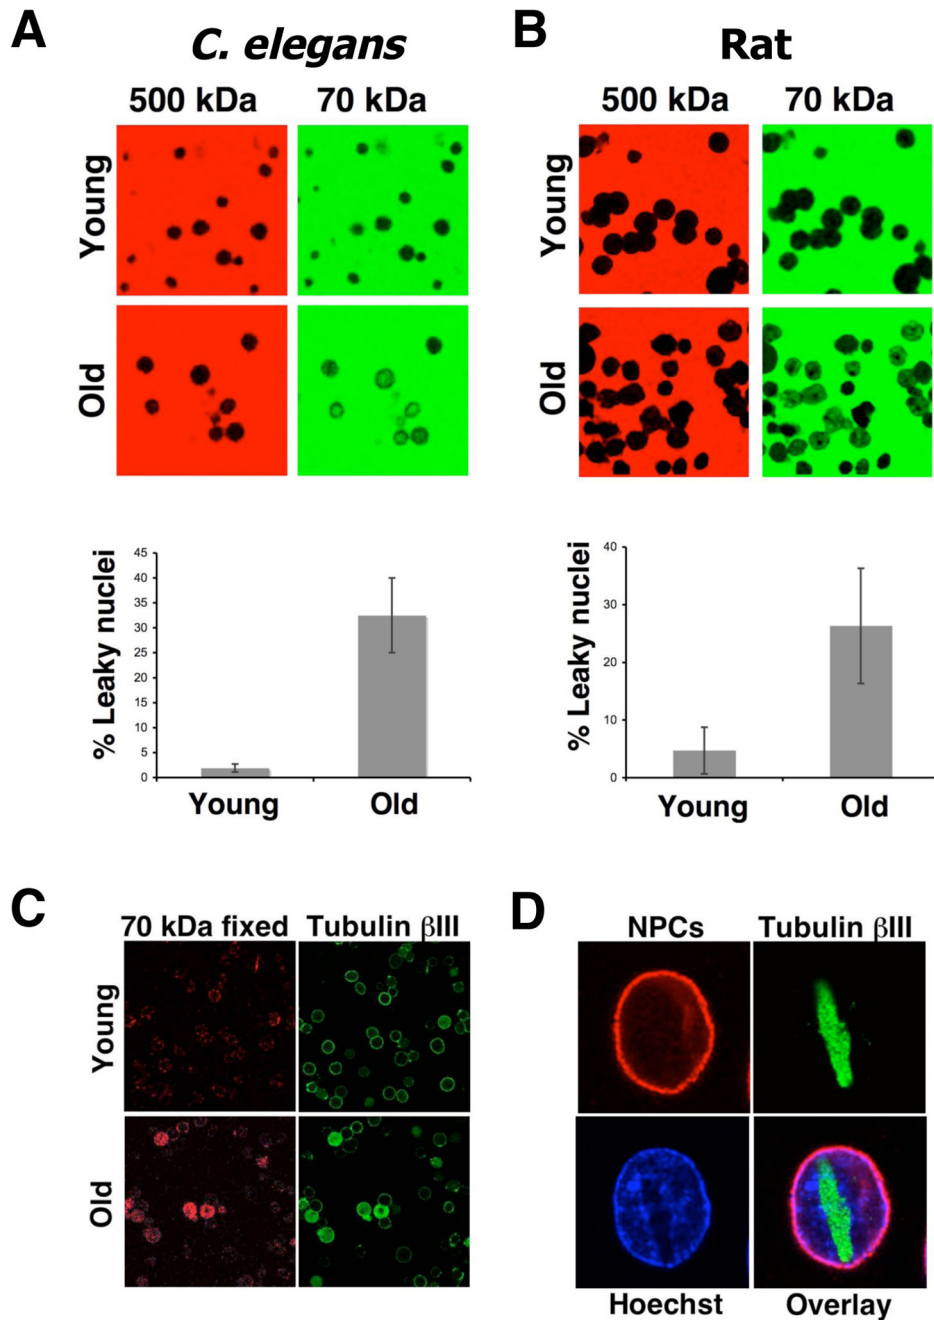 A
C. elegans
500 kDa 70 kDa
Young
Old
% Leaky nuclei
45
40
35
30
25
20
15
10
5
0
Young Old
B
Rat
500 kDa 70 kDa
Young
Old
% Leaky nuclei
40
30
20
10
0
Young Old
C
70 kDa fixed Tubulin βIII
Young
Old
D
NPCs Tubulin βIII
Hoechst Overlay